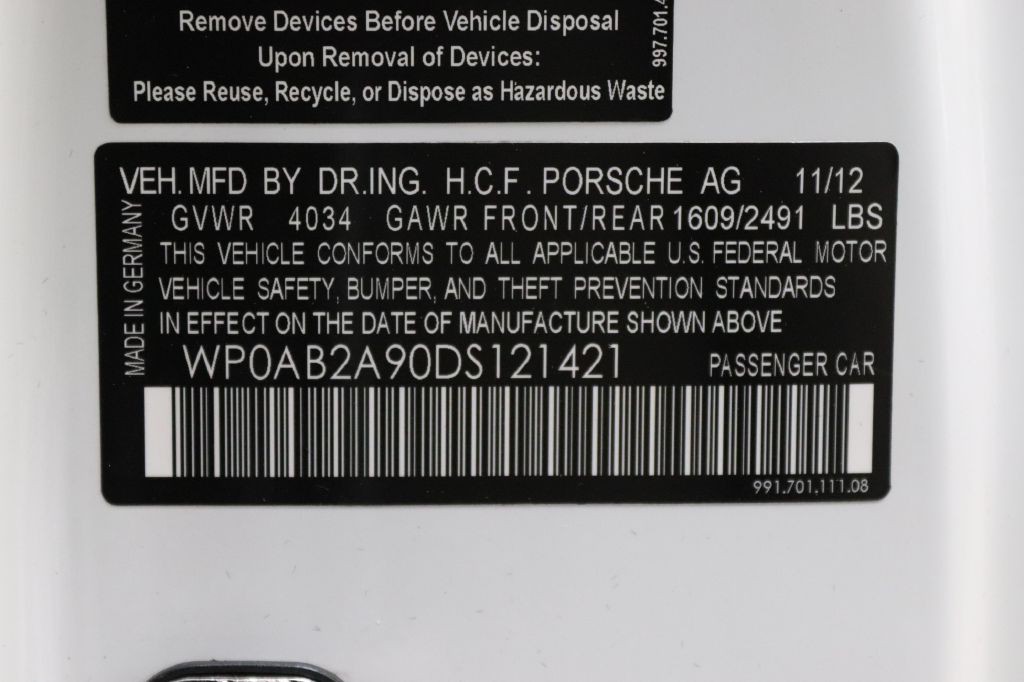 Remove Devices Before Vehicle Disposal
Upon Removal of Devices:
Please Reuse, Recycle, or Dispose as Hazardous Waste
997.701.4
VEH. MFD BY DR.ING. H.C.F. PORSCHE AG 11/12
GVWR 4034 GAWR FRONT/REAR 1609/2491 LBS
THIS VEHICLE CONFORMS TO ALL APPLICABLE U.S. FEDERAL MOTOR
VEHICLE SAFETY, BUMPER, AND THEFT PREVENTION STANDARDS
IN EFFECT ON THE DATE OF MANUFACTURE SHOWN ABOVE
MADE IN GERMANY
WP0AB2A90DS121421 PASSENGER CAR
991.701.111.08